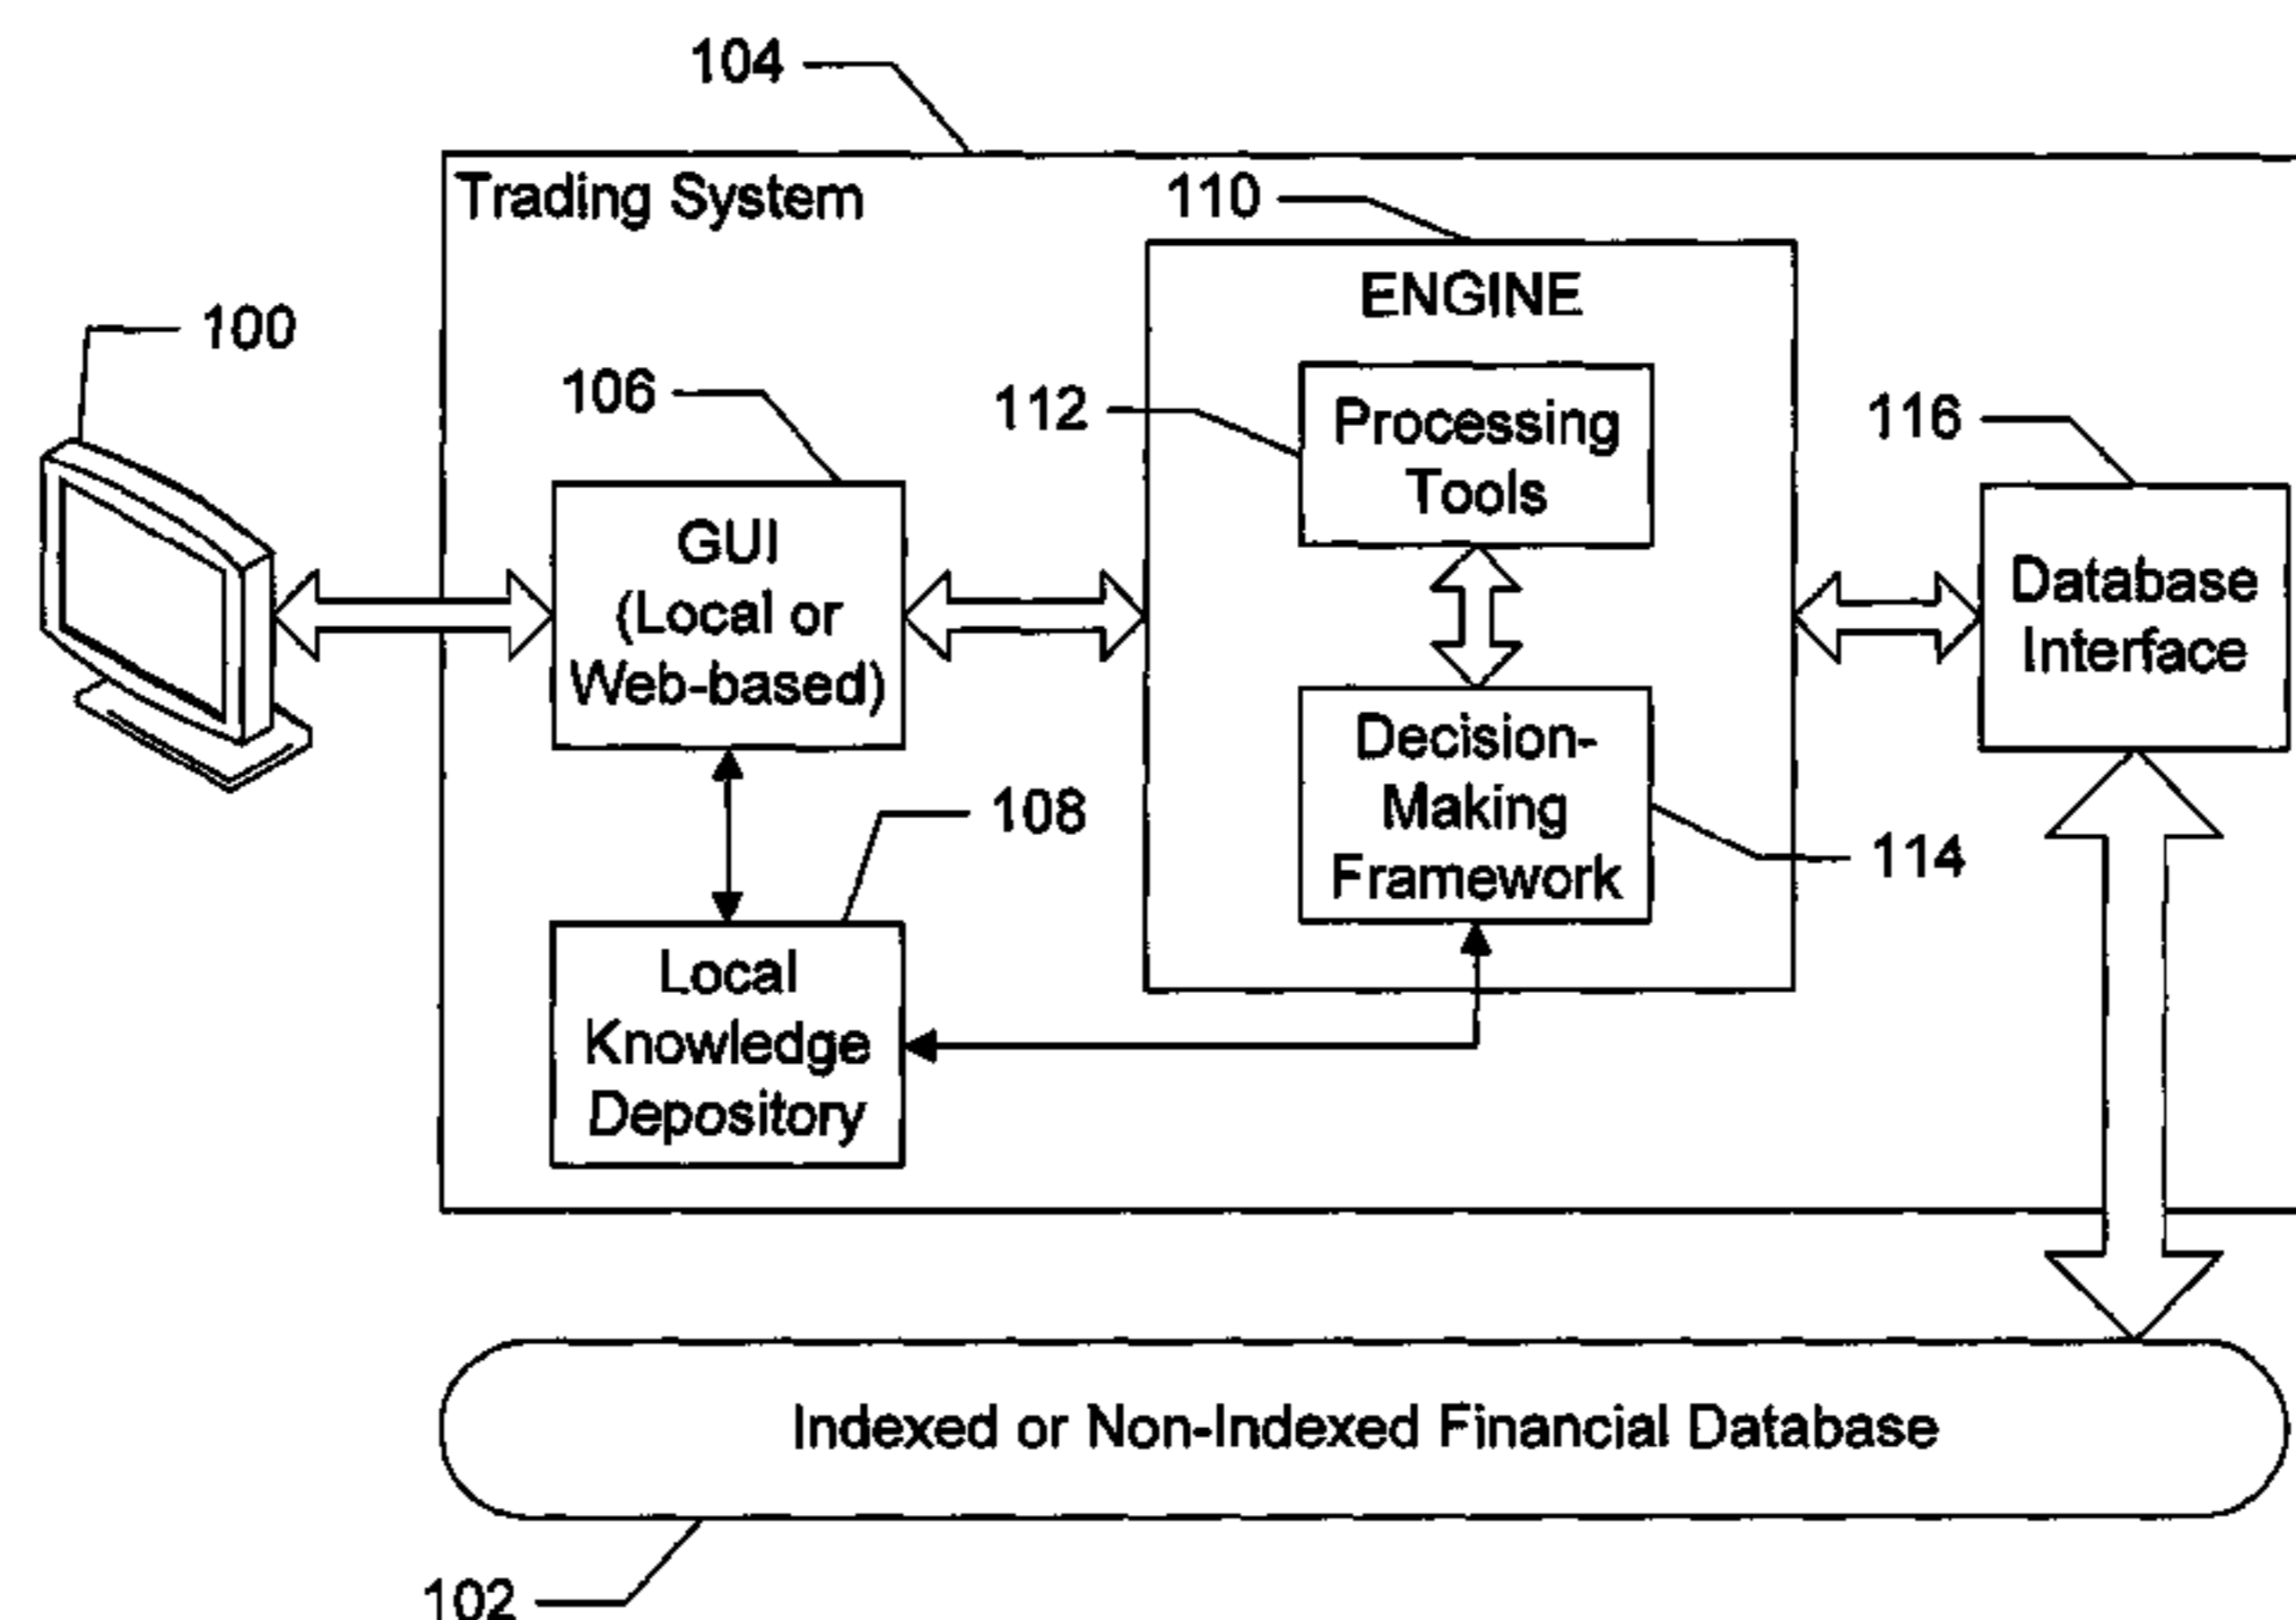 104
Trading System
110
ENGINE
100
106
112
Processing
Tools
116
GUI
(Local or
Web-based)
Database
Interface
Decision-
Making
Framework
108
114
Local
Knowledge
Depository
Indexed or Non-Indexed Financial Database
102